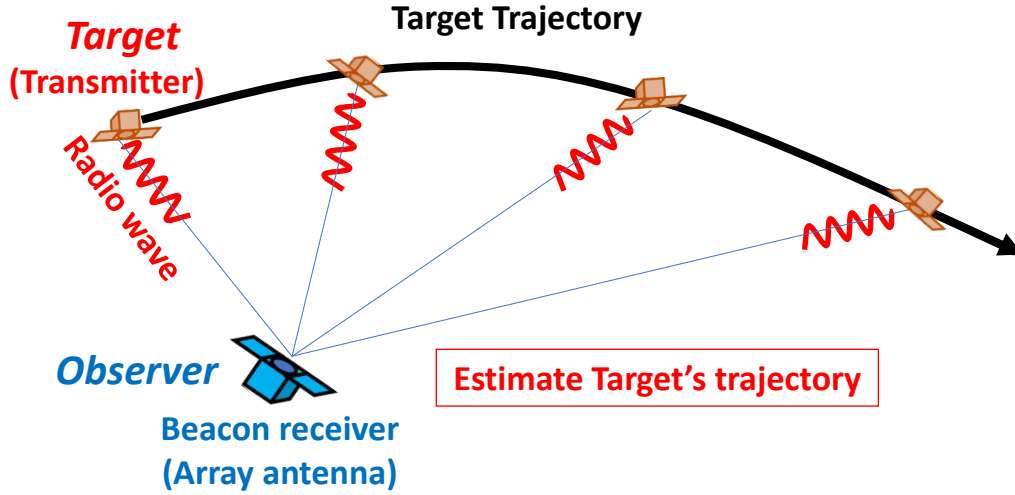 Target Trajectory
Target
(Transmitter)
Radio wave
Observer
Estimate Target's trajectory
Beacon receiver
(Array antenna)